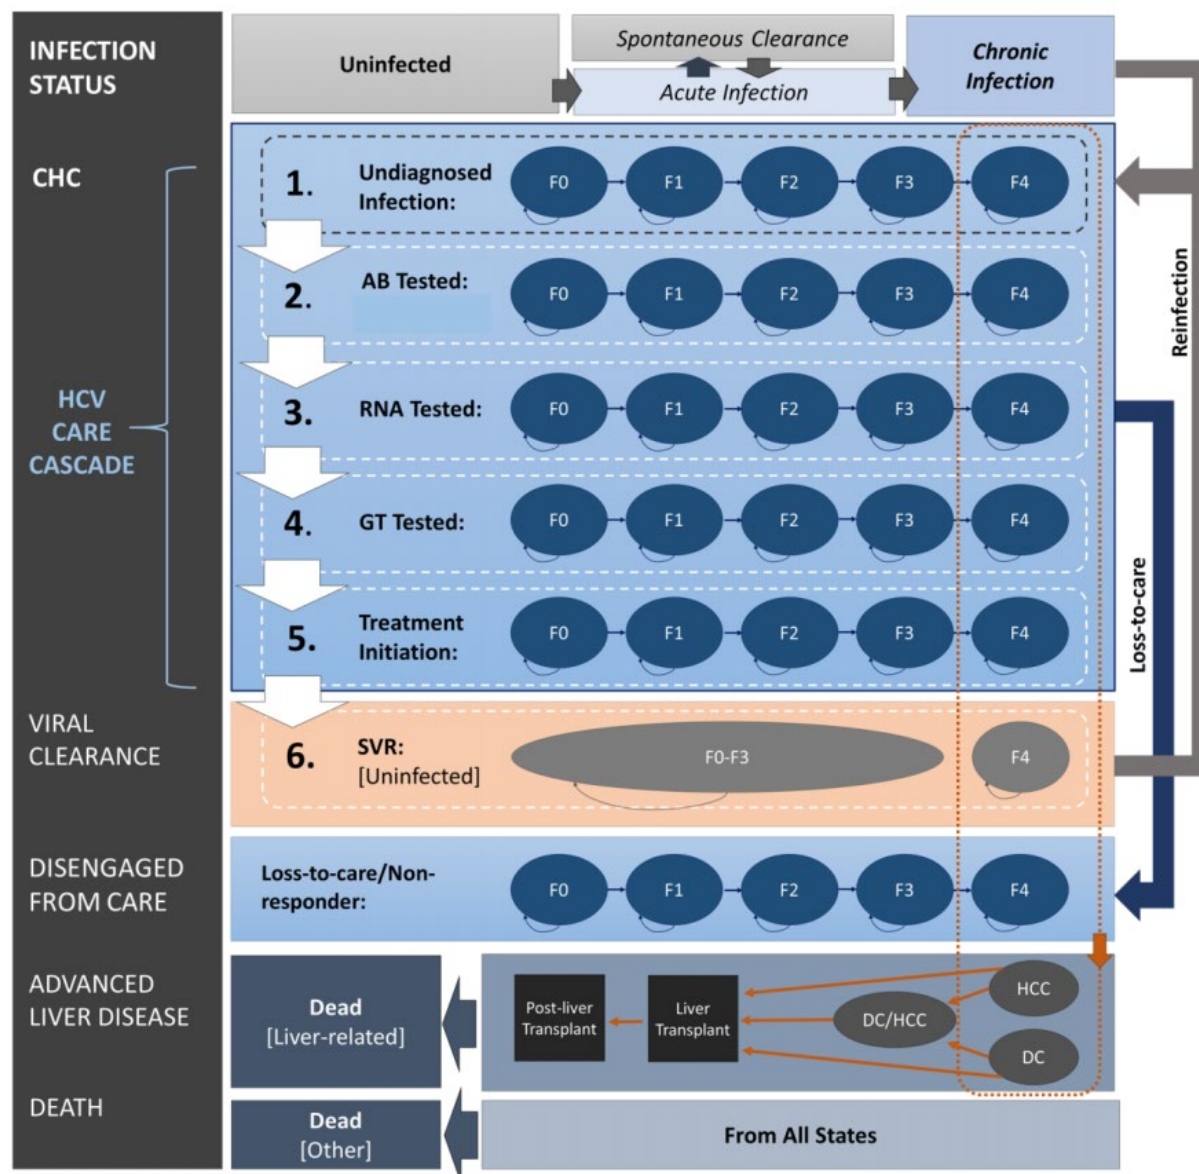 INFECTION
STATUS
Uninfected
Spontaneous Clearance
Acute Infection
Chronic
Infection
CHC
1.
Undiagnosed
Infection:
F0
F1
F2
F3
F4
2.
AB Tested:
F0
F1
F2
F3
F4
HCV
CARE
CASCADE
3.
RNA Tested:
F0
F1
F2
F3
F4
4.
GT Tested:
F0
F1
F2
F3
F4
5.
Treatment
Initiation:
F0
F1
F2
F3
F4
Reinfection
Loss-to-care
VIRAL
CLEARANCE
6.
SVR:
[Uninfected]
F0-F3
F4
DISENGAGED
FROM CARE
Loss-to-care/Non-
responder:
F0
F1
F2
F3
F4
ADVANCED
LIVER DISEASE
Dead
[Liver-related]
Post-liver
Transplant
Liver
Transplant
DC/HCC
HCC
DC
DEATH
Dead
[Other]
From All States